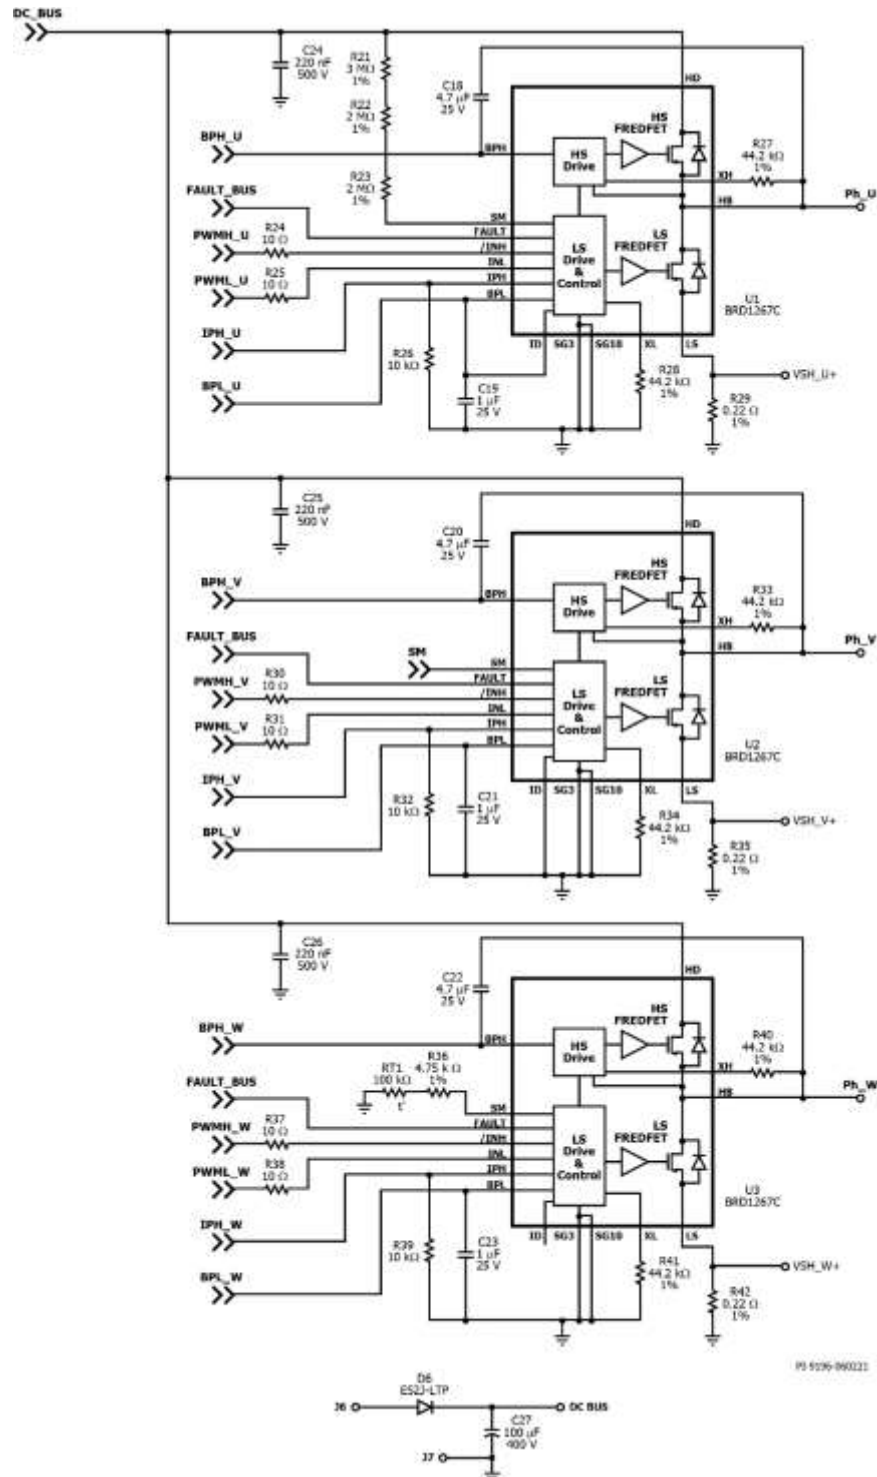 DC_BUS
C24
220 nF
500 V
R21
3 MΩ
1%
R22
2 MΩ
1%
R23
2 MΩ
1%
C18
4.7 μF
25 V
HD
HS
FREDFET
BPH_U
BPH
HS
Drive
R27
44.2 kΩ
1%
XH
HB
Ph_U
FAULT_BUS
SM
FAULT
PWMH_U
R24
10 Ω
/INH
INL
PWML_U
R25
10 Ω
IPH
BPL
LS
Drive
&
Control
LS
FREDFET
U1
BRD1267C
IPH_U
R26
10 kΩ
ID
SG3
SG10
XL
LS
BPL_U
C19
1 μF
25 V
R28
44.2 kΩ
1%
VSH_U+
R29
0.22 Ω
1%
C25
220 nF
500 V
C20
4.7 μF
25 V
HD
HS
FREDFET
BPH_V
BPH
HS
Drive
R33
44.2 kΩ
1%
XH
HB
Ph_V
FAULT_BUS
SM
SM
FAULT
PWMH_V
R30
10 Ω
/INH
INL
PWML_V
R31
10 Ω
IPH
BPL
LS
Drive
&
Control
LS
FREDFET
U2
BRD1267C
IPH_V
R32
10 kΩ
ID
SG3
SG10
XL
LS
BPL_V
C21
1 μF
25 V
R34
44.2 kΩ
1%
VSH_V+
R35
0.22 Ω
1%
C26
220 nF
500 V
C22
4.7 μF
25 V
HD
HS
FREDFET
BPH_W
BPH
HS
Drive
R40
44.2 kΩ
1%
XH
HB
Ph_W
FAULT_BUS
RT1
100 kΩ
t°
R36
4.75 k Ω
1%
SM
FAULT
PWMH_W
R37
10 Ω
/INH
INL
PWML_W
R38
10 Ω
IPH
BPL
LS
Drive
&
Control
LS
FREDFET
U3
BRD1267C
IPH_W
R39
10 kΩ
ID
SG3
SG10
XL
LS
BPL_W
C23
1 μF
25 V
R41
44.2 kΩ
1%
VSH_W+
R42
0.22 Ω
1%
PI-9196-060221
D6
ES2J-LTP
J6
DC BUS
C27
100 μF
400 V
J7